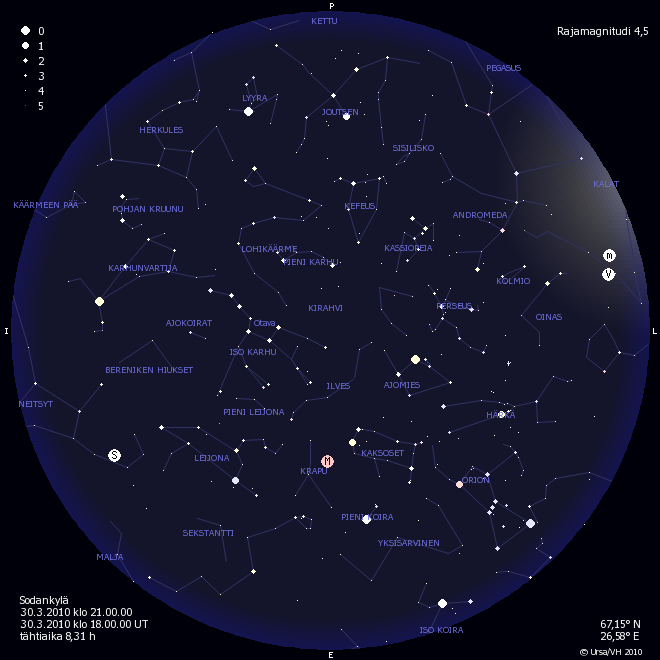 P
KETTU
0
1
2
3
4
5
Rajamagnitudi 4,5
PEGASUS
LYYRA
JOUTSEN
HERKULES
SISILISKO
KALAT
KÄÄRMEEN PÄÄ
POHJAN KRUUNU
KEFEUS
ANDROMEDA
LOHIKÄÄRME
KASSIOPEIA
PIENI KARHU
m
KARHUNVARTIJA
V
KOLMIO
KIRAHVI
PERSEUS
OINAS
AJOKOIRAT
Otava
I
L
ISO KARHU
BERENIKEN HIUKSET
ILVES
AJOMIES
NEITSYT
PIENI LEIJONA
HÄRKÄ
S
LEIJONA
M
KAKSOSET
KRAPU
ORION
PIENI KOIRA
SEKSTANTTI
YKSISARVINEN
MALJA
Sodankylä
30.3.2010 klo 21.00.00
30.3.2010 klo 18.00.00 UT
tähtiaika 8,31 h
ISO KOIRA
67,15° N
26,58° E
E
© Ursa/VH 2010